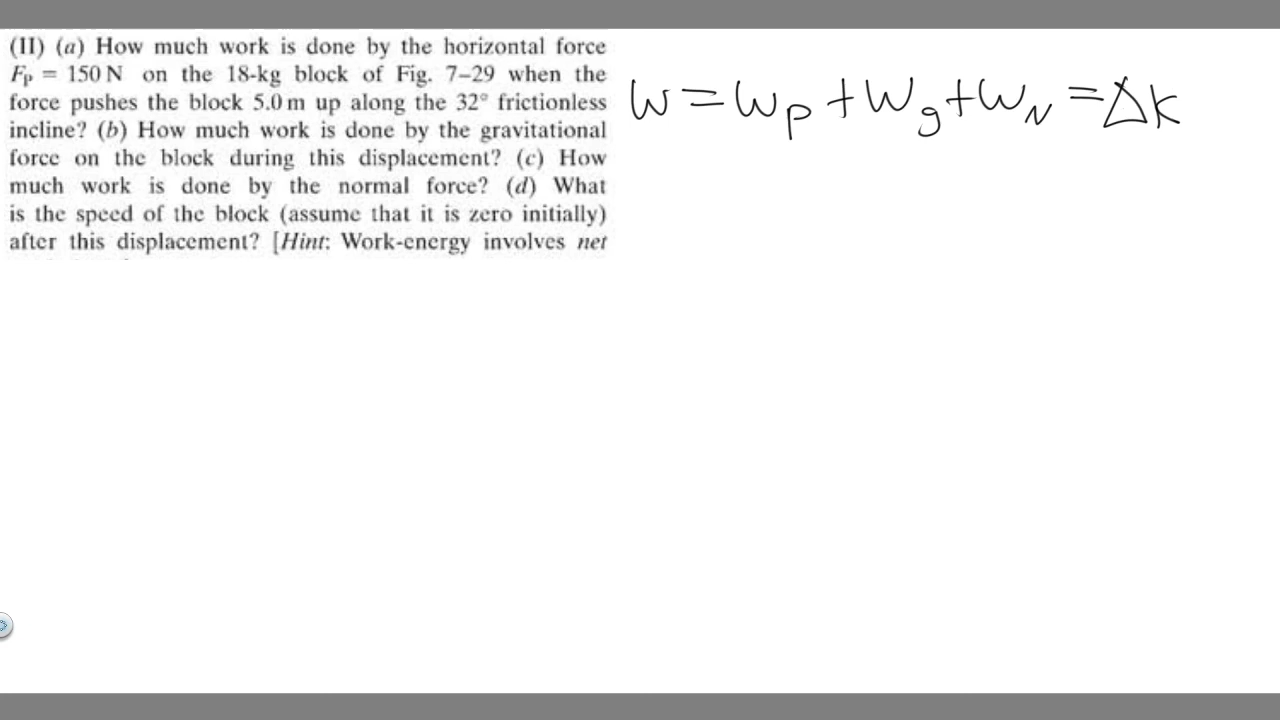 (II) (a) How much work is done by the horizontal force
F_P = 150 N on the 18-kg block of Fig. 7–29 when the
force pushes the block 5.0 m up along the 32° frictionless
incline? (b) How much work is done by the gravitational
force on the block during this displacement? (c) How
much work is done by the normal force? (d) What
is the speed of the block (assume that it is zero initially)
after this displacement? [Hint: Work-energy involves net
W = W_P + W_g + W_N = ΔK